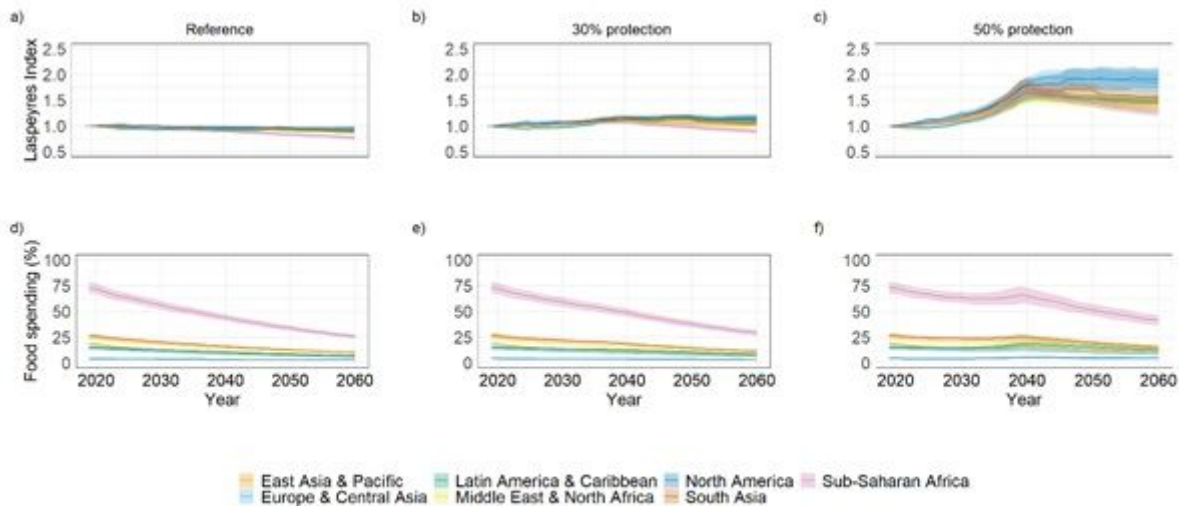 a) Reference
b) 30% protection
c) 50% protection
Laspeyres Index
2.5 2.5 2.5
2.0 2.0 2.0
1.5 1.5 1.5
1.0 1.0 1.0
0.5 0.5 0.5
d) e) f)
Food spending (%)
100 100 100
75 75 75
50 50 50
25 25 25
0 0 0
2020 2030 2040 2050 2060 2020 2030 2040 2050 2060 2020 2030 2040 2050 2060
Year Year Year
East Asia & Pacific Latin America & Caribbean North America Sub-Saharan Africa
Europe & Central Asia Middle East & North Africa South Asia